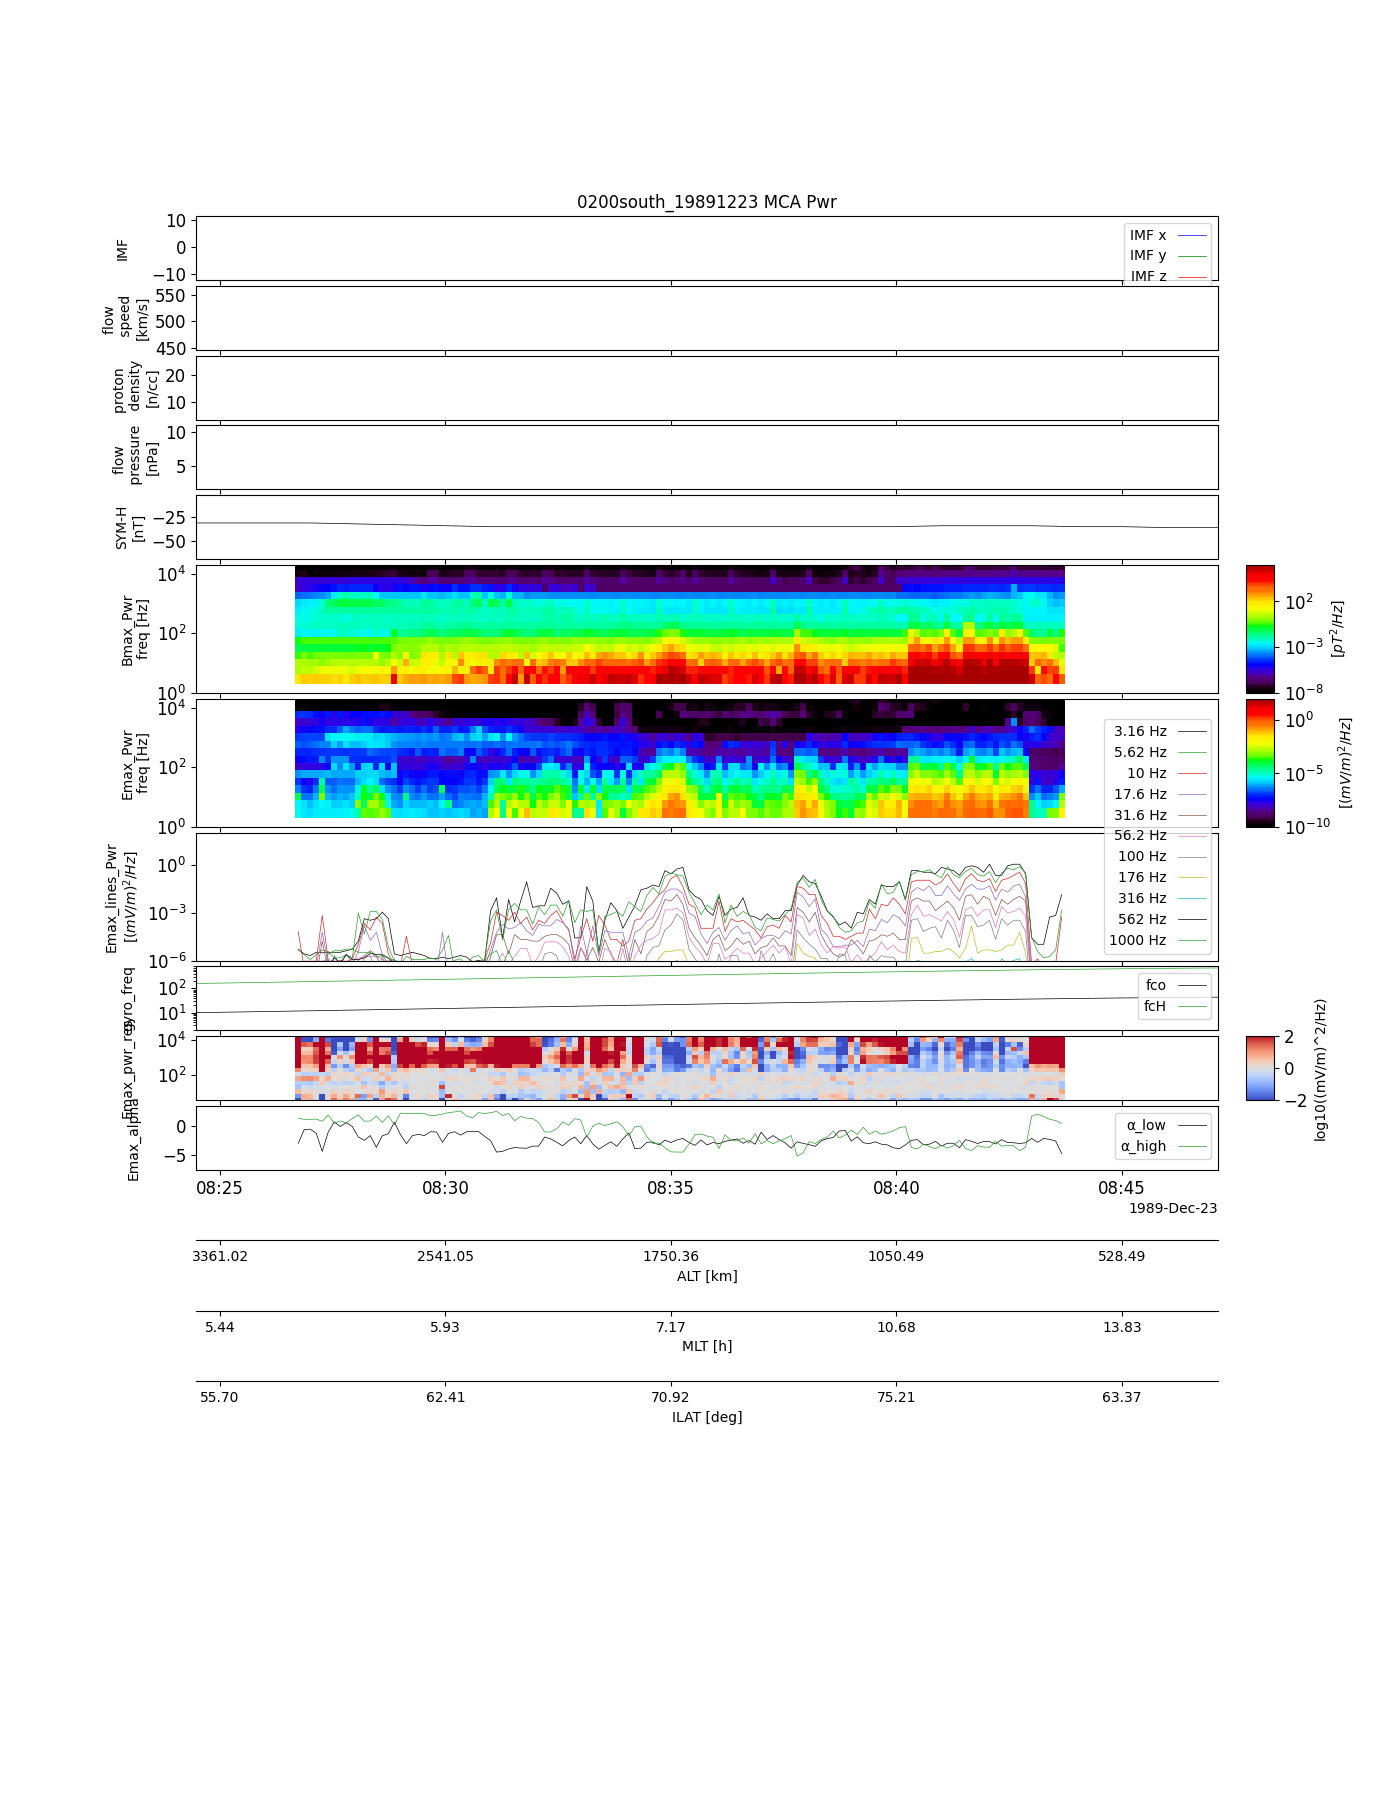 0200south_19891223 MCA Pwr
IMF
10
0
−10
IMF x
IMF y
IMF z
flow
speed
[km/s]
550
500
450
proton
density
[n/cc]
20
10
flow
pressure
[nPa]
10
5
SYM-H
[nT]
−25
−50
Bmax_Pwr
freq [Hz]
10^4
10^2
10^0
10^2
10^−3
10^−8
[pT^2/Hz]
Emax_Pwr
freq [Hz]
10^4
10^2
10^0
10^0
10^−5
10^−10
[(mV/m)^2/Hz]
3.16 Hz
5.62 Hz
10 Hz
17.6 Hz
31.6 Hz
56.2 Hz
100 Hz
176 Hz
316 Hz
562 Hz
1000 Hz
Emax_lines_Pwr
[(mV/m)^2/Hz]
10^0
10^−3
10^−6
gyro_freq
10^2
10^1
fco
fcH
Emax_pwr_res
10^4
10^2
2
0
−2
log10((mV/m)^2/Hz)
Emax_alpha
0
−5
α_low
α_high
08:25 08:30 08:35 08:40 08:45
1989-Dec-23
3361.02 2541.05 1750.36 1050.49 528.49
ALT [km]
5.44 5.93 7.17 10.68 13.83
MLT [h]
55.70 62.41 70.92 75.21 63.37
ILAT [deg]